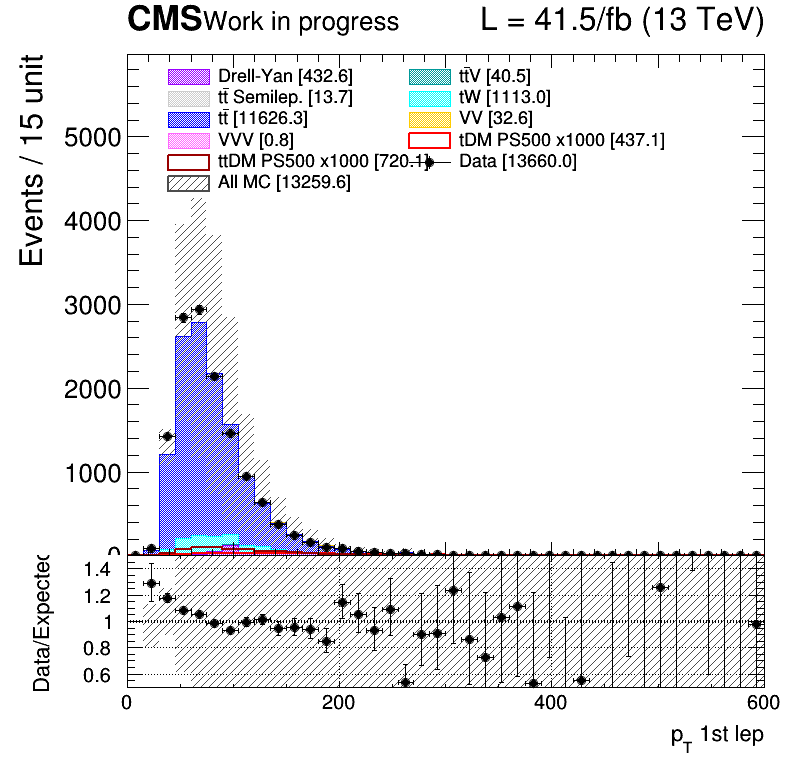 CMS Work in progress L = 41.5/fb (13 TeV)
Drell-Yan [432.6] tt̄V [40.5]
tt̄ Semilep. [13.7] tW [1113.0]
tt̄ [11626.3] VV [32.6]
VVV [0.8] tDM PS500 x1000 [437.1]
ttDM PS500 x1000 [720.1] Data [13660.0]
All MC [13259.6]
Events / 15 unit
5000
4000
3000
2000
1000
0
Data/Expected
1.4
1.2
1
0.8
0.6
0 200 400 600
p_T 1st lep